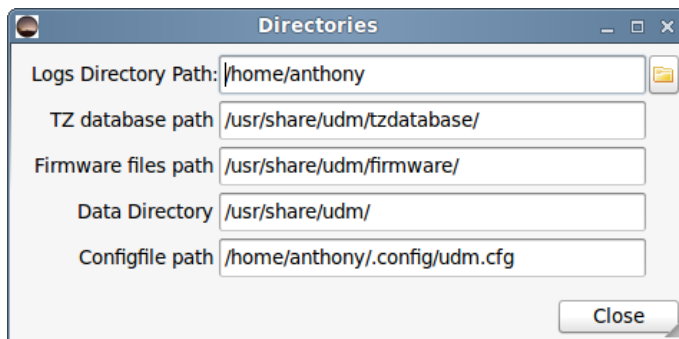 Directories
Logs Directory Path: /home/anthony
TZ database path /usr/share/udm/tzdatabase/
Firmware files path /usr/share/udm/firmware/
Data Directory /usr/share/udm/
Configfile path /home/anthony/.config/udm.cfg
Close